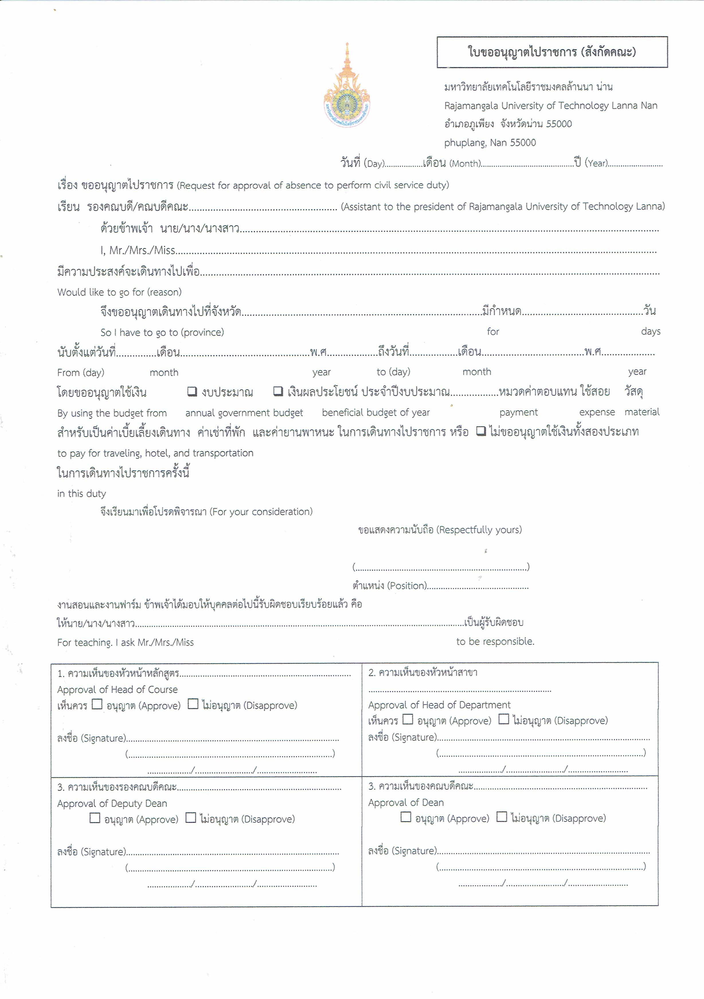 ใบขออนุญาตไปราชการ (สังกัดคณะ)
มหาวิทยาลัยเทคโนโลยีราชมงคลล้านนา
มหาวิทยาลัยเทคโนโลยีราชมงคลล้านนา น่าน
Rajamangala University of Technology Lanna Nan
อำเภอภูเพียง จังหวัดน่าน 55000
phuplang, Nan 55000
วันที่ (Day)................เดือน (Month)........................................ปี (Year)........................
เรื่อง ขออนุญาตไปราชการ (Request for approval of absence to perform civil service duty)
เรียน รองคณบดี/คณบดีคณะ................................................ (Assistant to the president of Rajamangala University of Technology Lanna)
ด้วยข้าพเจ้า นาย/นาง/นางสาว................................................................................
I, Mr./Mrs./Miss................................................................................
มีความประสงค์จะเดินทางไปเพื่อ................................................................................
Would like to go for (reason)
จึงขออนุญาตเดินทางไปที่จังหวัด................................................................มีกำหนด................................วัน
So I have to go to (province) for days
นับตั้งแต่วันที่..............เดือน................................................พ.ศ..................ถึงวันที่................เดือน................................พ.ศ..................
From (day) month year to (day) month year
โดยขออนุญาตใช้เงิน ❑ งบประมาณ ❑ เงินผลประโยชน์ ประจำปีงบประมาณ................หมวดค่าตอบแทน ใช้สอย วัสดุ
By using the budget from annual government budget beneficial budget of year payment expense material
สำหรับเป็นค่าเบี้ยเลี้ยงเดินทาง ค่าเช่าที่พัก และค่ายานพาหนะ ในการเดินทางไปราชการ หรือ ❑ ไม่ขออนุญาตใช้เงินทั้งสองประเภท
to pay for traveling, hotel, and transportation
ในการเดินทางไปราชการครั้งนี้
in this duty
จึงเรียนมาเพื่อโปรดพิจารณา (For your consideration)
ขอแสดงความนับถือ (Respectfully yours)
(................................................................)
ตำแหน่ง (Position)........................................
งานสอนและงานฟาร์ม ข้าพเจ้าได้มอบให้บุคคลต่อไปนี้รับผิดชอบเรียบร้อยแล้ว คือ
ให้นาย/นาง/นางสาว................................................................................เป็นผู้รับผิดชอบ
For teaching. I ask Mr./Mrs./Miss to be responsible.
1. ความเห็นของหัวหน้าหลักสูตร................................................................
Approval of Head of Course
เห็นควร ☐ อนุญาต (Approve) ☐ ไม่อนุญาต (Disapprove)
ลงชื่อ (Signature)................................................................
(................................................................)
................/......................../........................
2. ความเห็นของหัวหน้าสาขา
................................................................
Approval of Head of Department
เห็นควร ☐ อนุญาต (Approve) ☐ ไม่อนุญาต (Disapprove)
ลงชื่อ (Signature)................................................................
(................................................................)
................/......................../........................
3. ความเห็นของรองคณบดีคณะ................................................................
Approval of Deputy Dean
☐ อนุญาต (Approve) ☐ ไม่อนุญาต (Disapprove)
ลงชื่อ (Signature)................................................................
(................................................................)
................/......................../........................
3. ความเห็นของคณบดีคณะ................................................................
Approval of Dean
☐ อนุญาต (Approve) ☐ ไม่อนุญาต (Disapprove)
ลงชื่อ (Signature)................................................................
(................................................................)
................/......................../........................